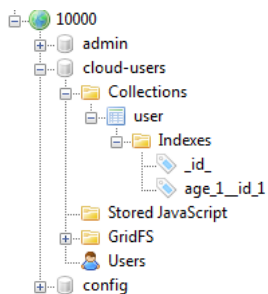 10000
admin
cloud-users
Collections
user
Indexes
_id_
age_1__id_1
Stored JavaScript
GridFS
Users
config